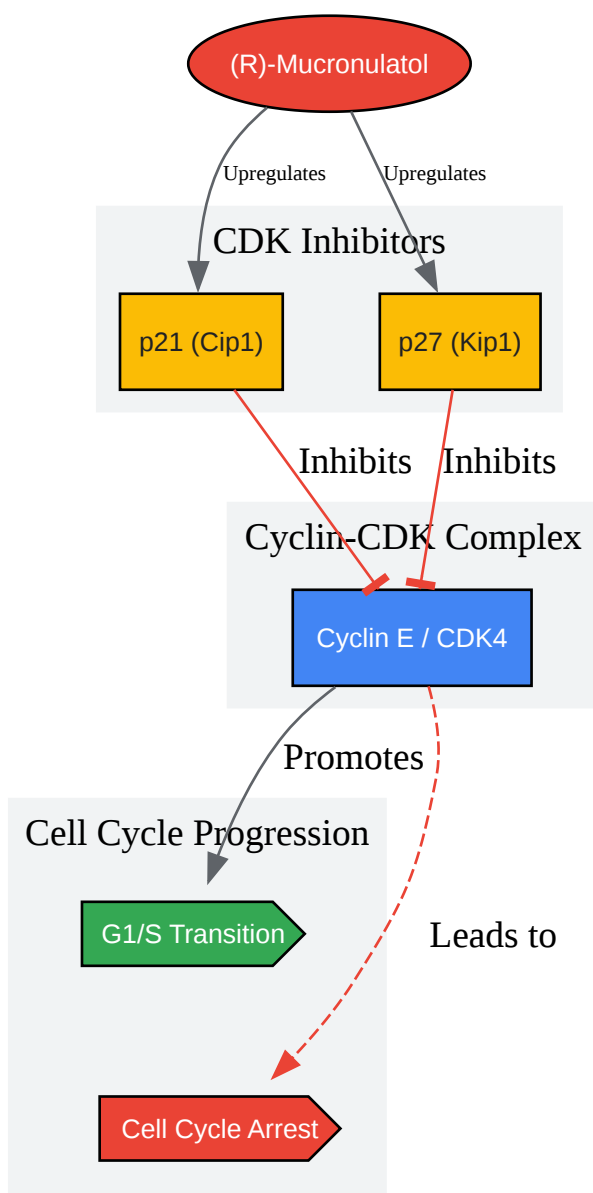 (R)-Mucronulatol
Upregulates
Upregulates
CDK Inhibitors
p21 (Cip1)
p27 (Kip1)
Inhibits
Inhibits
Cyclin-CDK Complex
Cyclin E / CDK4
Promotes
Cell Cycle Progression
G1/S Transition
Leads to
Cell Cycle Arrest